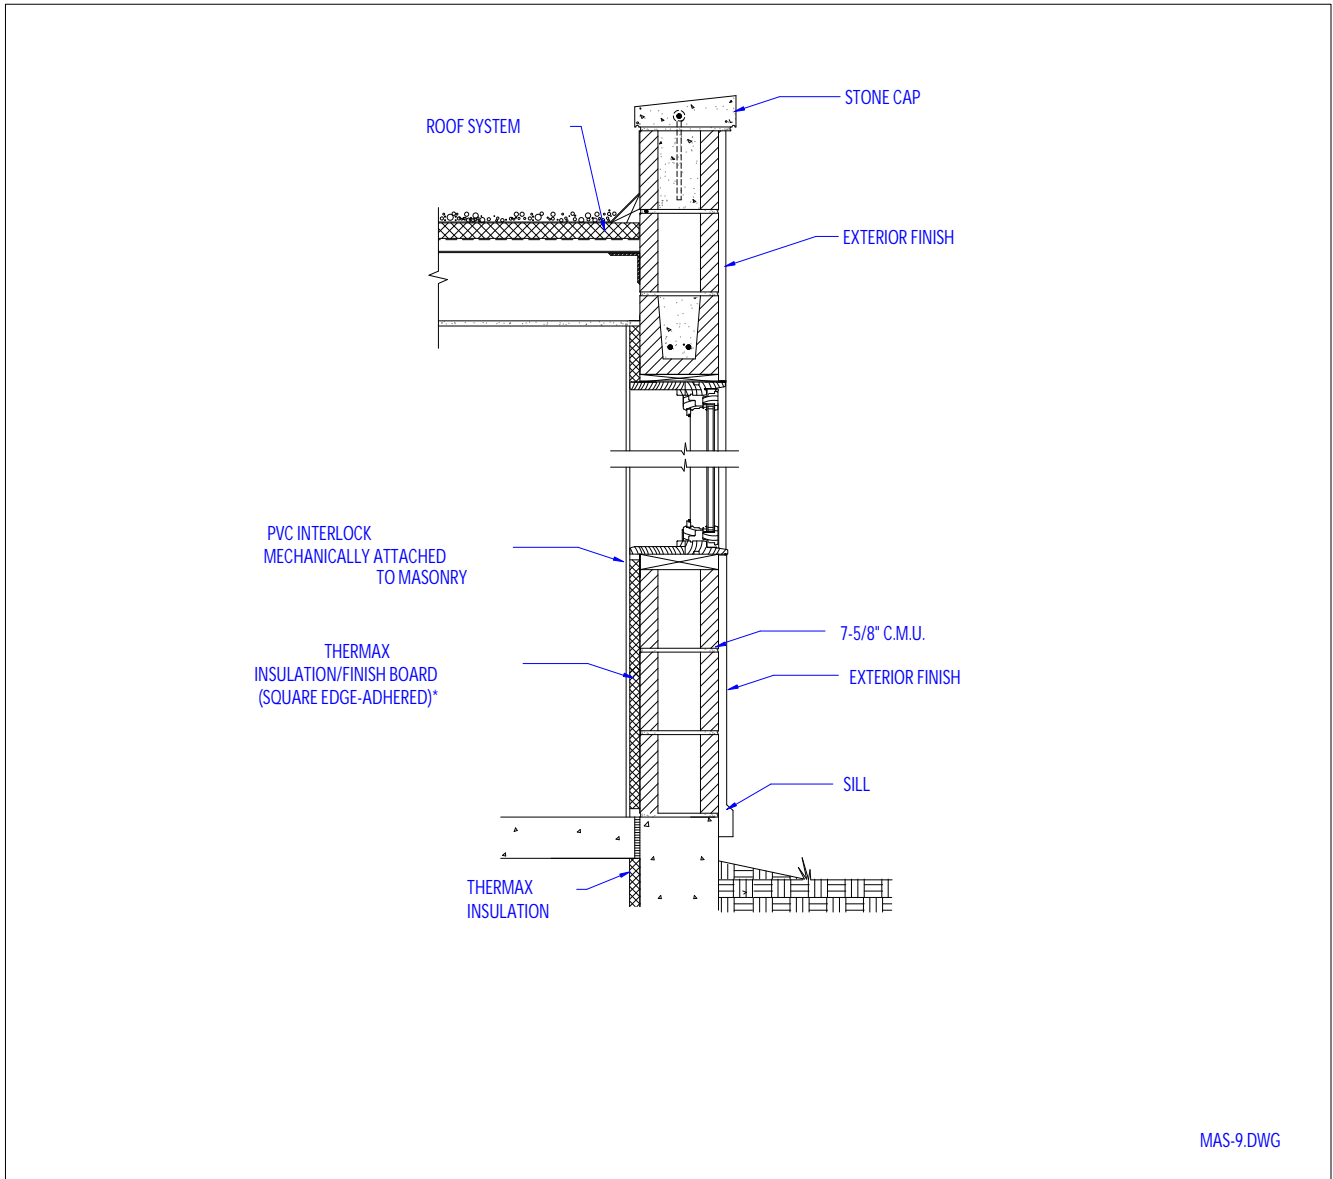 STONE CAP
ROOF SYSTEM
EXTERIOR FINISH
PVC INTERLOCK
MECHANICALLY ATTACHED
TO MASONRY
7-5/8" C.M.U.
THERMAX
INSULATION/FINISH BOARD
(SQUARE EDGE-ADHERED)*
EXTERIOR FINISH
SILL
THERMAX
INSULATION
MAS-9.DWG